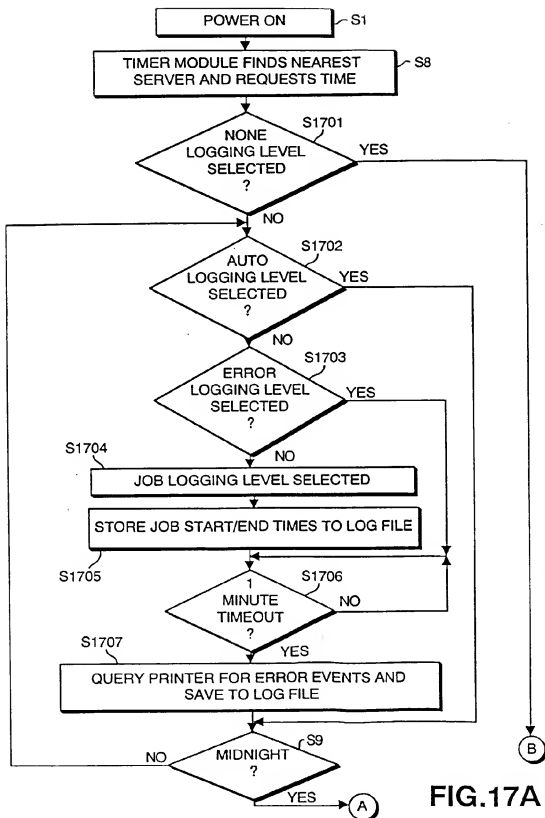 POWER ON
S1
TIMER MODULE FINDS NEAREST
SERVER AND REQUESTS TIME
S8
S1701
NONE
LOGGING LEVEL
SELECTED
?
YES
NO
S1702
AUTO
LOGGING LEVEL
SELECTED
?
YES
NO
S1703
ERROR
LOGGING LEVEL
SELECTED
?
YES
NO
S1704
JOB LOGGING LEVEL SELECTED
STORE JOB START/END TIMES TO LOG FILE
S1705
S1706
1
MINUTE
TIMEOUT
?
NO
YES
S1707
QUERY PRINTER FOR ERROR EVENTS AND
SAVE TO LOG FILE
S9
MIDNIGHT
?
NO
YES
A
B
FIG.17A